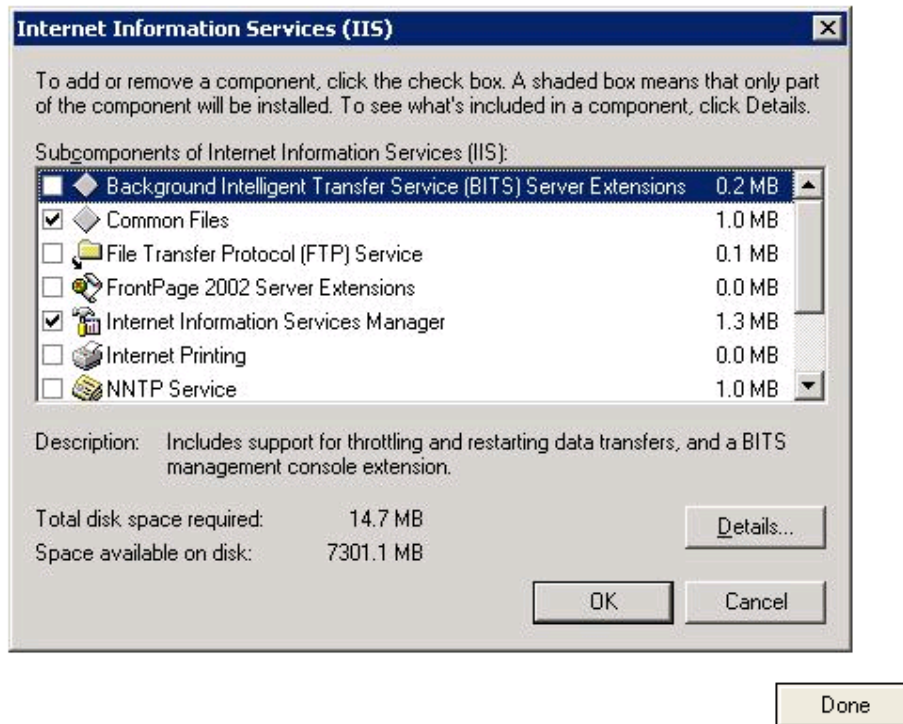 Internet Information Services (IIS)
To add or remove a component, click the check box. A shaded box means that only part
of the component will be installed. To see what's included in a component, click Details.
Subcomponents of Internet Information Services (IIS):
Background Intelligent Transfer Service (BITS) Server Extensions 0.2 MB
Common Files 1.0 MB
File Transfer Protocol (FTP) Service 0.1 MB
FrontPage 2002 Server Extensions 0.0 MB
Internet Information Services Manager 1.3 MB
Internet Printing 0.0 MB
NNTP Service 1.0 MB
Description: Includes support for throttling and restarting data transfers, and a BITS
management console extension.
Total disk space required: 14.7 MB
Space available on disk: 7301.1 MB
Details...
OK Cancel
Done